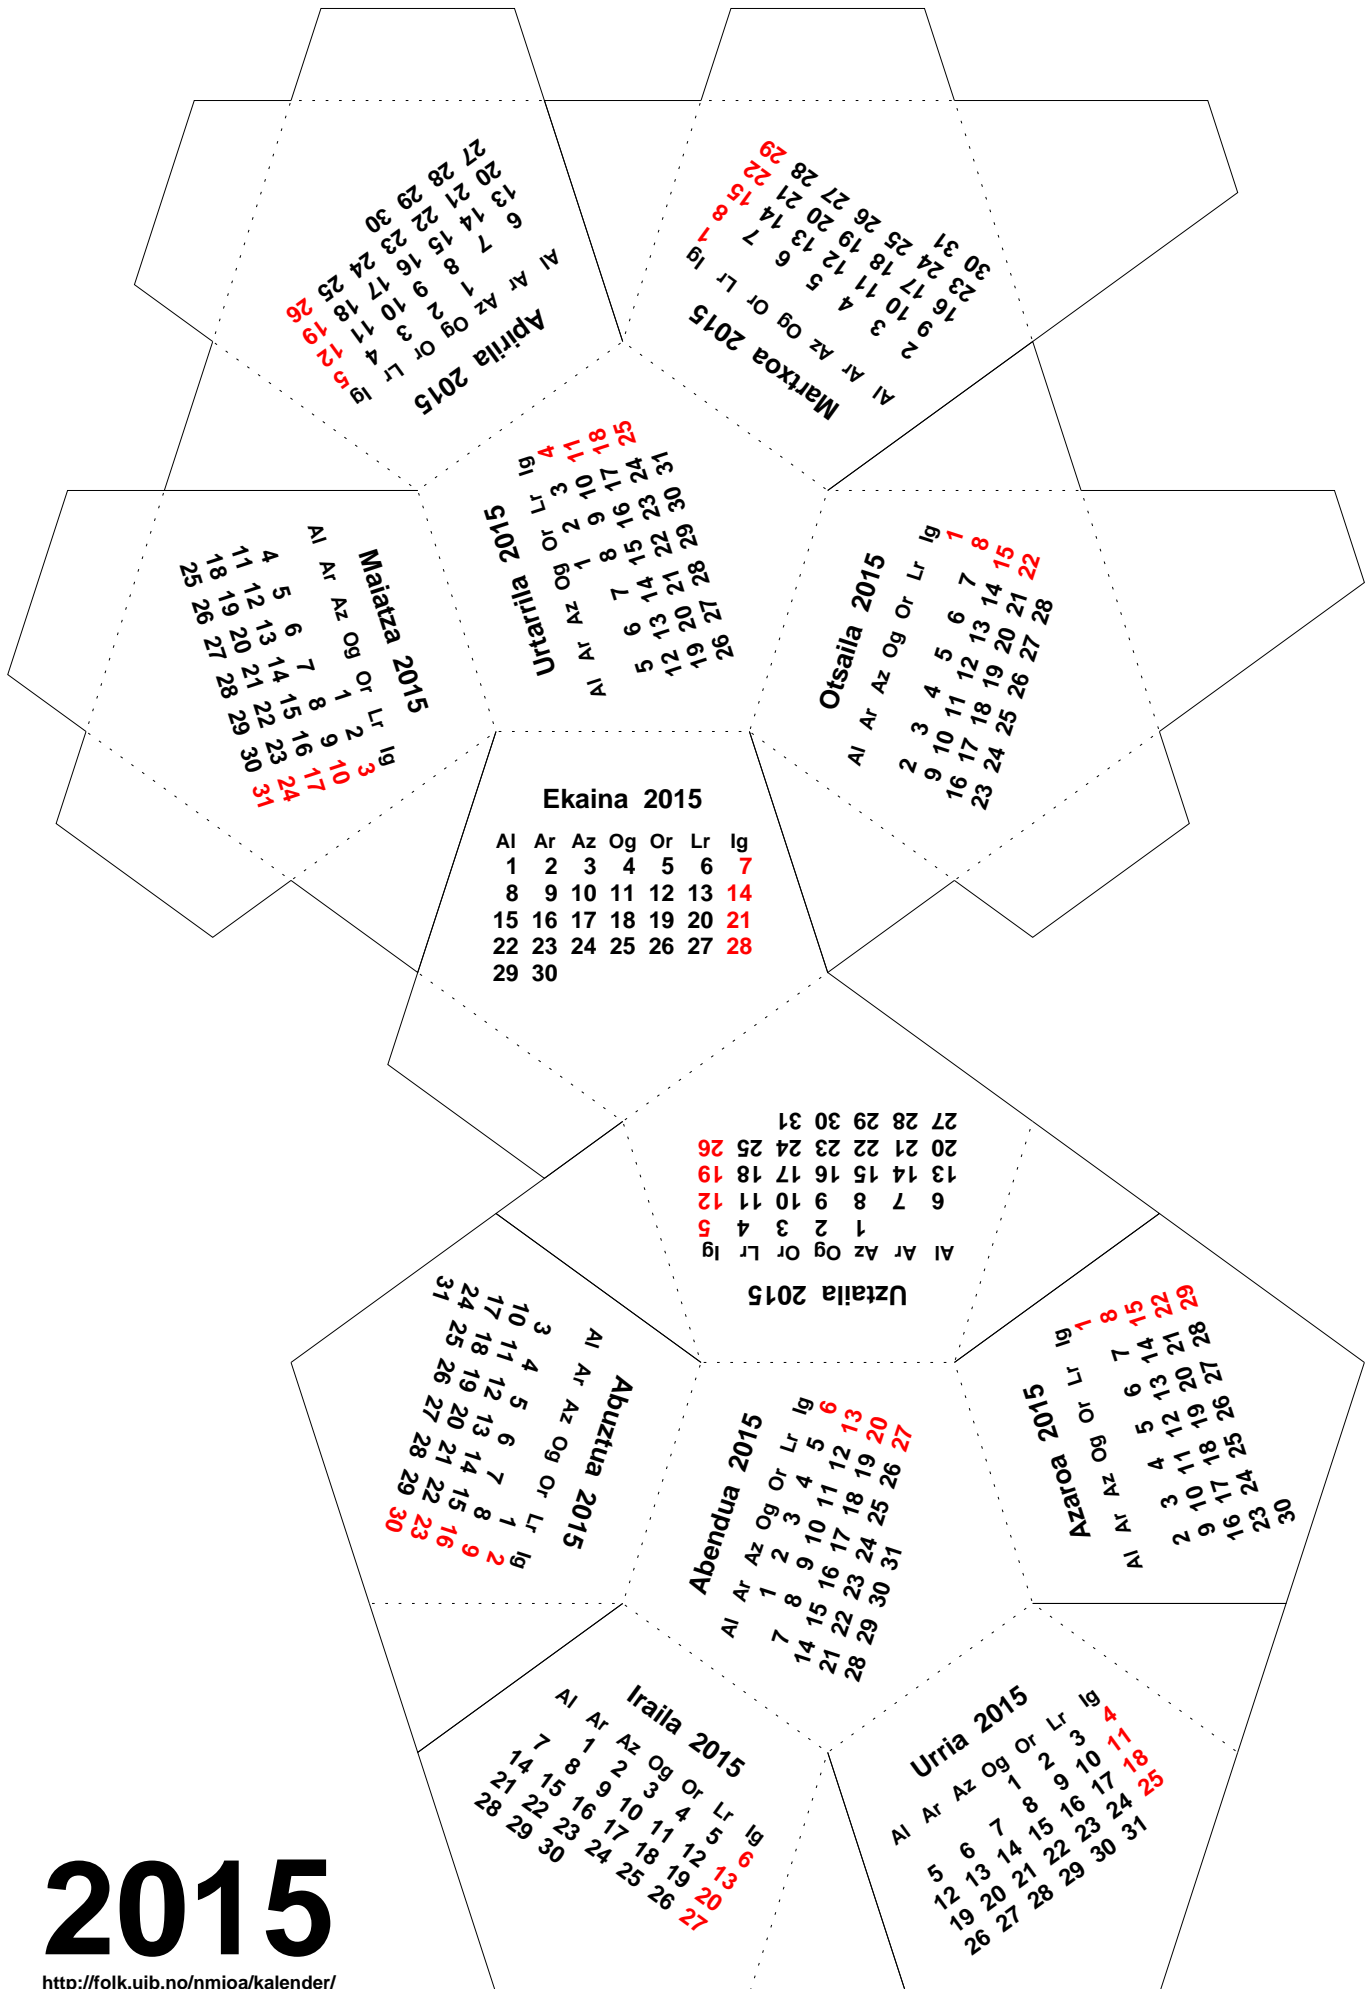 Apirila 2015
Al Ar Az Og Or Lr Ig
1 2 3 4 5
6 7 8 9 10 11 12
13 14 15 16 17 18 19
20 21 22 23 24 25 26
27 28 29 30
Martxoa 2015
Al Ar Az Og Or Lr Ig
1
2 3 4 5 6 7 8
9 10 11 12 13 14 15
16 17 18 19 20 21 22
23 24 25 26 27 28 29
30 31
Urtarrila 2015
Al Ar Az Og Or Lr Ig
1 2 3 4
5 6 7 8 9 10 11
12 13 14 15 16 17 18
19 20 21 22 23 24 25
26 27 28 29 30 31
Maiatza 2015
Al Ar Az Og Or Lr Ig
1 2 3
4 5 6 7 8 9 10
11 12 13 14 15 16 17
18 19 20 21 22 23 24
25 26 27 28 29 30 31
Otsaila 2015
Al Ar Az Og Or Lr Ig
1
2 3 4 5 6 7 8
9 10 11 12 13 14 15
16 17 18 19 20 21 22
23 24 25 26 27 28
Ekaina 2015
Al Ar Az Og Or Lr Ig
1 2 3 4 5 6 7
8 9 10 11 12 13 14
15 16 17 18 19 20 21
22 23 24 25 26 27 28
29 30
Uztaila 2015
Al Ar Az Og Or Lr Ig
1 2 3 4 5
6 7 8 9 10 11 12
13 14 15 16 17 18 19
20 21 22 23 24 25 26
27 28 29 30 31
Abuztua 2015
Al Ar Az Og Or Lr Ig
1 2
3 4 5 6 7 8 9
10 11 12 13 14 15 16
17 18 19 20 21 22 23
24 25 26 27 28 29 30
31
Abendua 2015
Al Ar Az Og Or Lr Ig
1 2 3 4 5 6
7 8 9 10 11 12 13
14 15 16 17 18 19 20
21 22 23 24 25 26 27
28 29 30 31
Azaroa 2015
Al Ar Az Og Or Lr Ig
1
2 3 4 5 6 7 8
9 10 11 12 13 14 15
16 17 18 19 20 21 22
23 24 25 26 27 28 29
30
Iraila 2015
Al Ar Az Og Or Lr Ig
1 2 3 4 5 6
7 8 9 10 11 12 13
14 15 16 17 18 19 20
21 22 23 24 25 26 27
28 29 30
Urria 2015
Al Ar Az Og Or Lr Ig
1 2 3 4
5 6 7 8 9 10 11
12 13 14 15 16 17 18
19 20 21 22 23 24 25
26 27 28 29 30 31
2015
http://folk.uib.no/nmioa/kalender/